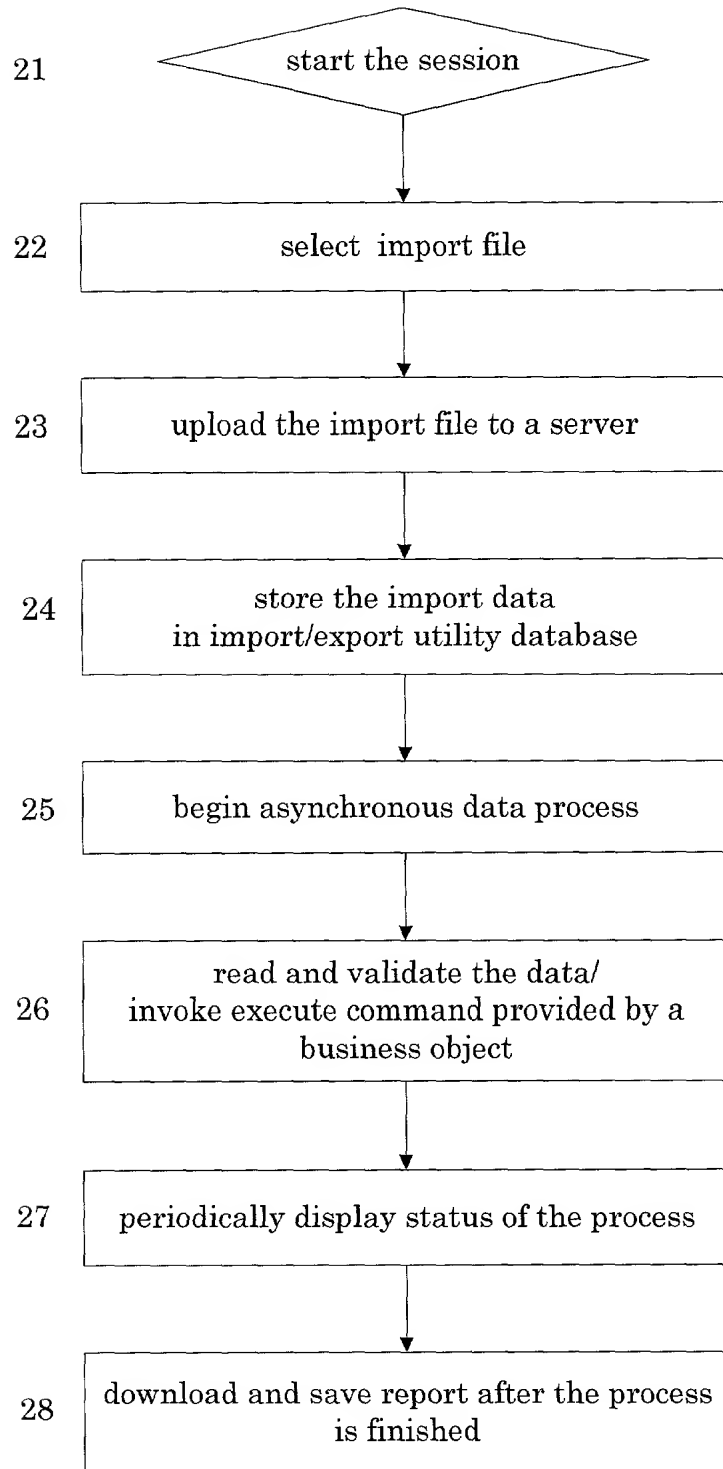 21 start the session
22 select import file
23 upload the import file to a server
24 store the import data
in import/export utility database
25 begin asynchronous data process
26 read and validate the data/
invoke execute command provided by a
business object
27 periodically display status of the process
28 download and save report after the process
is finished